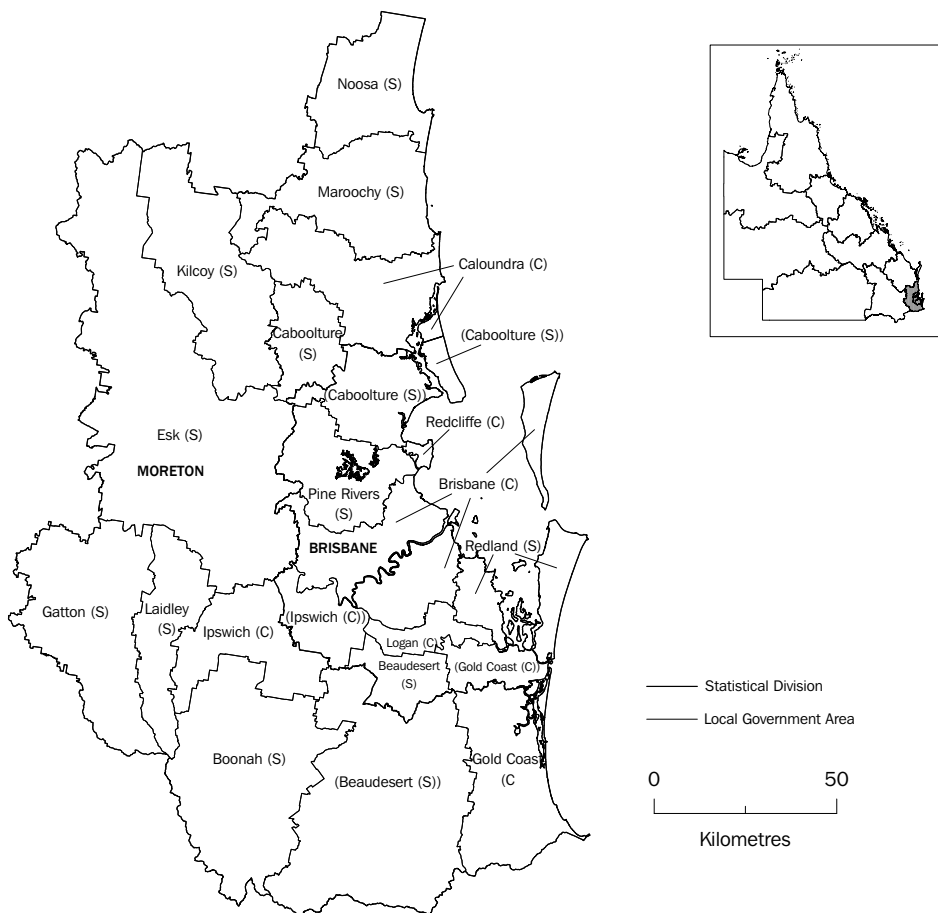 Noosa (S)
Maroochy (S)
Caloundra (C)
Kilcoy (S)
Caboolture
(S)
(Caboolture (S))
(Caboolture (S))
Redcliffe (C)
Esk (S)
MORETON
Brisbane (C)
Pine Rivers
(S)
BRISBANE
Redland (S)
Gatton (S)
Laidley
(S)
Ipswich (C)
(Ipswich (C))
Logan (C)
Beaudesert
(S)
(Gold Coast (C))
Boonah (S)
(Beaudesert (S))
Gold Coast
(C
Statistical Division
Local Government Area
0 50
Kilometres